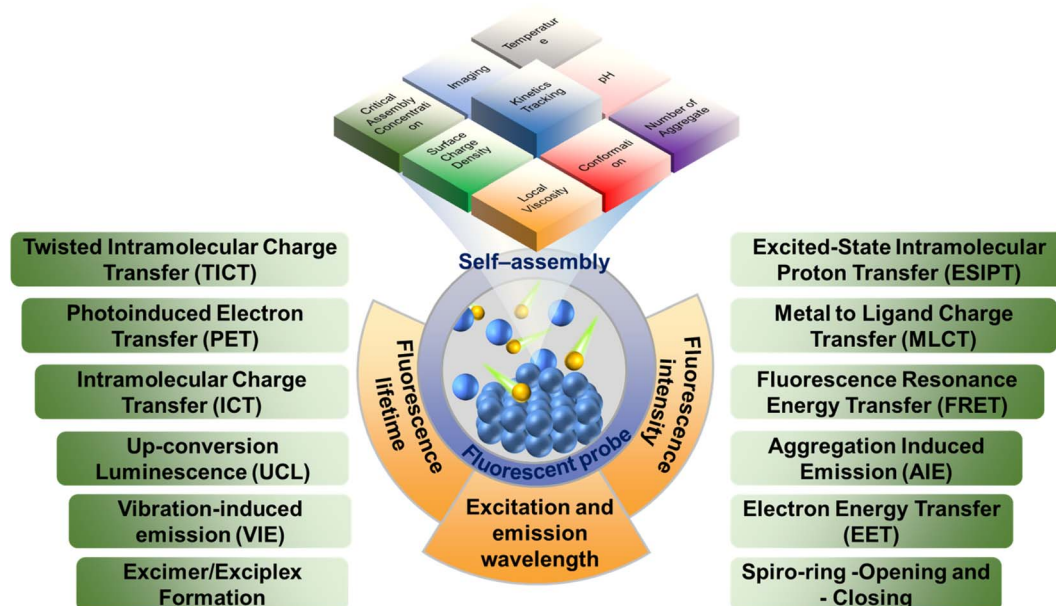 Temperatur
e
Imaging
pH
Kinetics
Tracking
Critical
Assembly
Concentrati
on
Number of
Aggregate
Surface
Charge
Density
Conformati
on
Local
Viscosity
Self–assembly
Fluorescent probe
Fluorescence
lifetime
Fluorescence
intensity
Excitation and
emission
wavelength
Twisted Intramolecular Charge
Transfer (TICT)
Photoinduced Electron
Transfer (PET)
Intramolecular Charge
Transfer (ICT)
Up-conversion
Luminescence (UCL)
Vibration-induced
emission (VIE)
Excimer/Exciplex
Formation
Excited-State Intramolecular
Proton Transfer (ESIPT)
Metal to Ligand Charge
Transfer (MLCT)
Fluorescence Resonance
Energy Transfer (FRET)
Aggregation Induced
Emission (AIE)
Electron Energy Transfer
(EET)
Spiro-ring -Opening and
- Closing